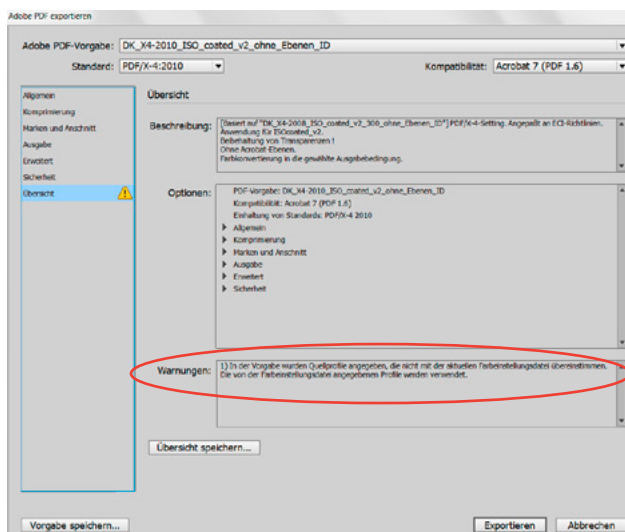 Adobe PDF exportieren
Adobe PDF-Vorgabe: DK_X4-2010_ISO_coated_v2_ohne_Ebenen_ID
Standard: PDF/X-4:2010
Kompatibilität: Acrobat 7 (PDF 1.6)
Allgemein
Komprimierung
Marken und Anschnitt
Ausgabe
Erweitert
Sicherheit
Übersicht
Übersicht
Beschreibung: [Basiert auf "DK_X4-2008_ISO_coated_v2_300_ohne_Ebenen_ID"] PDF/X-4-Setting. Angepaßt an ECI-Richtlinien.
Anwendung für ISOcoated_v2.
Beibehaltung von Transparenzen !
Ohne Acrobat-Ebenen.
Farbkonvertierung in die gewählte Ausgabebedingung.
Optionen: PDF-Vorgabe: DK_X4-2010_ISO_coated_v2_ohne_Ebenen_ID
Kompatibilität: Acrobat 7 (PDF 1.6)
Einhaltung von Standards: PDF/X-4 2010
Allgemein
Komprimierung
Marken und Anschnitt
Ausgabe
Erweitert
Sicherheit
Warnungen: 1) In der Vorgabe wurden Quellprofile angegeben, die nicht mit der aktuellen Farbeinstellungsdatei übereinstimmen.
Die von der Farbeinstellungsdatei angegebenen Profile werden verwendet.
Übersicht speichern...
Vorgabe speichern...
Exportieren
Abbrechen